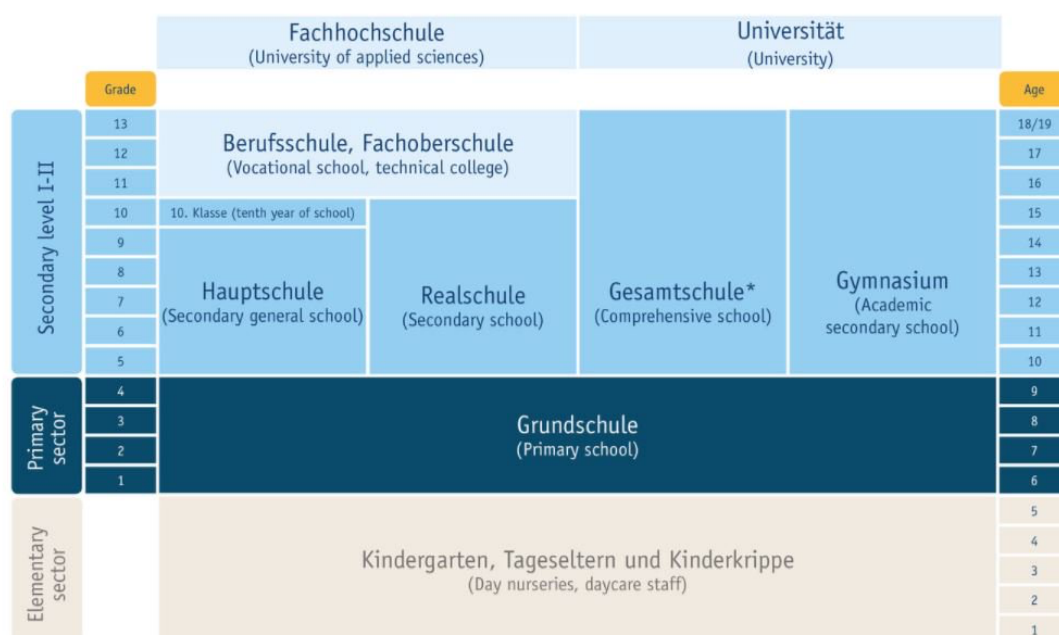 Fachhochschule
(University of applied sciences)
Universität
(University)
Grade
Age
Secondary level I-II
13
12
11
10
9
8
7
6
5
Berufsschule, Fachoberschule
(Vocational school, technical college)
10. Klasse (tenth year of school)
Hauptschule
(Secondary general school)
Realschule
(Secondary school)
Gesamtschule*
(Comprehensive school)
Gymnasium
(Academic
secondary school)
18/19
17
16
15
14
13
12
11
10
Primary
sector
4
3
2
1
Grundschule
(Primary school)
9
8
7
6
Elementary
sector
Kindergarten, Tageseltern und Kinderkrippe
(Day nurseries, daycare staff)
5
4
3
2
1